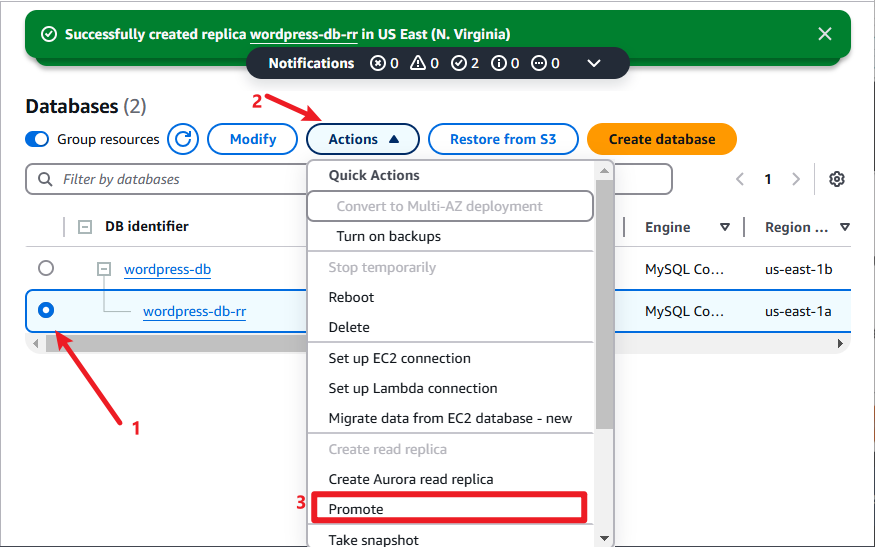 Successfully created replica wordpress-db-rr in US East (N. Virginia)
Notifications 0 0 2 0 0
2
Databases (2)
Group resources Modify Actions Restore from S3 Create database
Filter by databases 1
Quick Actions
Convert to Multi-AZ deployment
Turn on backups
Stop temporarily
Reboot
Delete
Set up EC2 connection
Set up Lambda connection
Migrate data from EC2 database - new
Create read replica
Create Aurora read replica
3 Promote
Take snapshot
DB identifier Engine Region ...
wordpress-db MySQL Co... us-east-1b
wordpress-db-rr MySQL Co... us-east-1a
1